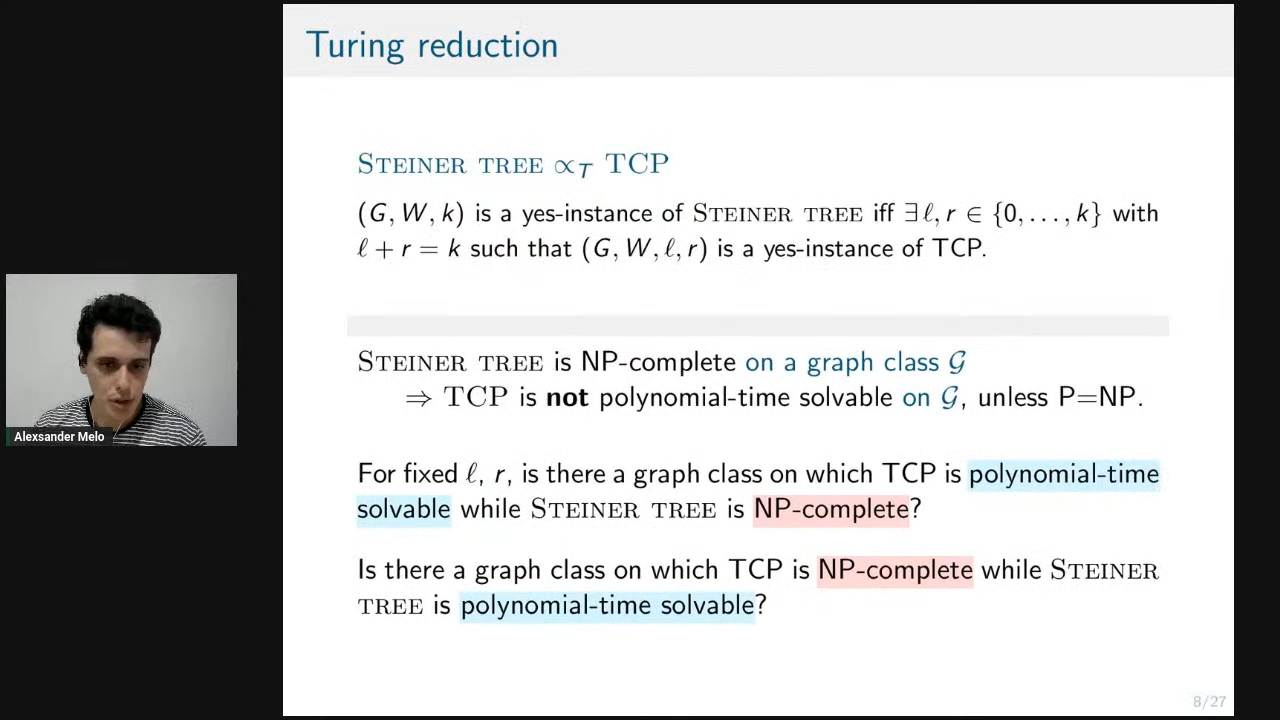 Turing reduction
STEINER TREE ∝T TCP
(G, W, k) is a yes-instance of STEINER TREE iff ∃ ℓ, r ∈ {0, . . . , k} with
ℓ + r = k such that (G, W, ℓ, r) is a yes-instance of TCP.
STEINER TREE is NP-complete on a graph class 𝒢
⇒ TCP is not polynomial-time solvable on 𝒢, unless P=NP.
For fixed ℓ, r, is there a graph class on which TCP is polynomial-time
solvable while STEINER TREE is NP-complete?
Is there a graph class on which TCP is NP-complete while STEINER
TREE is polynomial-time solvable?
Alexsander Melo
8/27